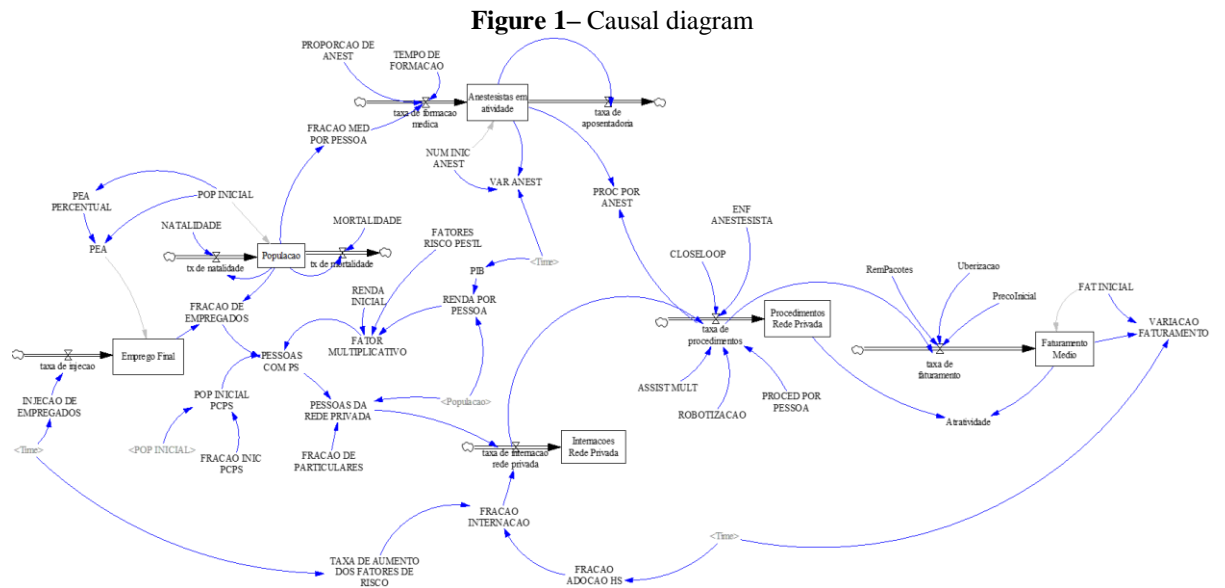 Figure 1– Causal diagram
PROPORCAO DE
ANEST
TEMPO DE
FORMACAO
taxa de formacao
medica
Anestesistas em
atividade
taxa de
aposentadoria
FRACAO MED
POR PESSOA
NUM INIC
ANEST
VAR ANEST
PROC POR
ANEST
PEA
PERCENTUAL
POP INICIAL
PEA
NATALIDADE
MORTALIDADE
tx de natalidade
Populacao
tx de mortalidade
FATORES
RISCO PESTL
<Time>
PIB
RENDA POR
PESSOA
RENDA
INICIAL
FATOR
MULTIPLICATIVO
ENF
ANESTESISTA
CLOSELOOP
taxa de
procedimentos
Procedimentos
Rede Privada
RemPacotes
Uberizacao
PrecoInicial
FAT INICIAL
VARIACAO
FATURAMENTO
taxa de
faturamento
Faturamento
Medio
FRACAO DE
EMPREGADOS
taxa de injecao
Emprego Final
PESSOAS
COM PS
INJECAO DE
EMPREGADOS
POP INICIAL
PCPS
PESSOAS DA
REDE PRIVADA
<Populacao>
ASSIST MULT
ROBOTIZACAO
PROCED POR
PESSOA
Atratividade
<Time>
<POP INICIAL>
FRACAO INIC
PCPS
FRACAO DE
PARTICULARES
taxa de internacao
rede privada
Internacoes
Rede Privada
FRACAO
INTERNACAO
<Time>
TAXA DE AUMENTO
DOS FATORES DE
RISCO
FRACAO
ADOCAO HS